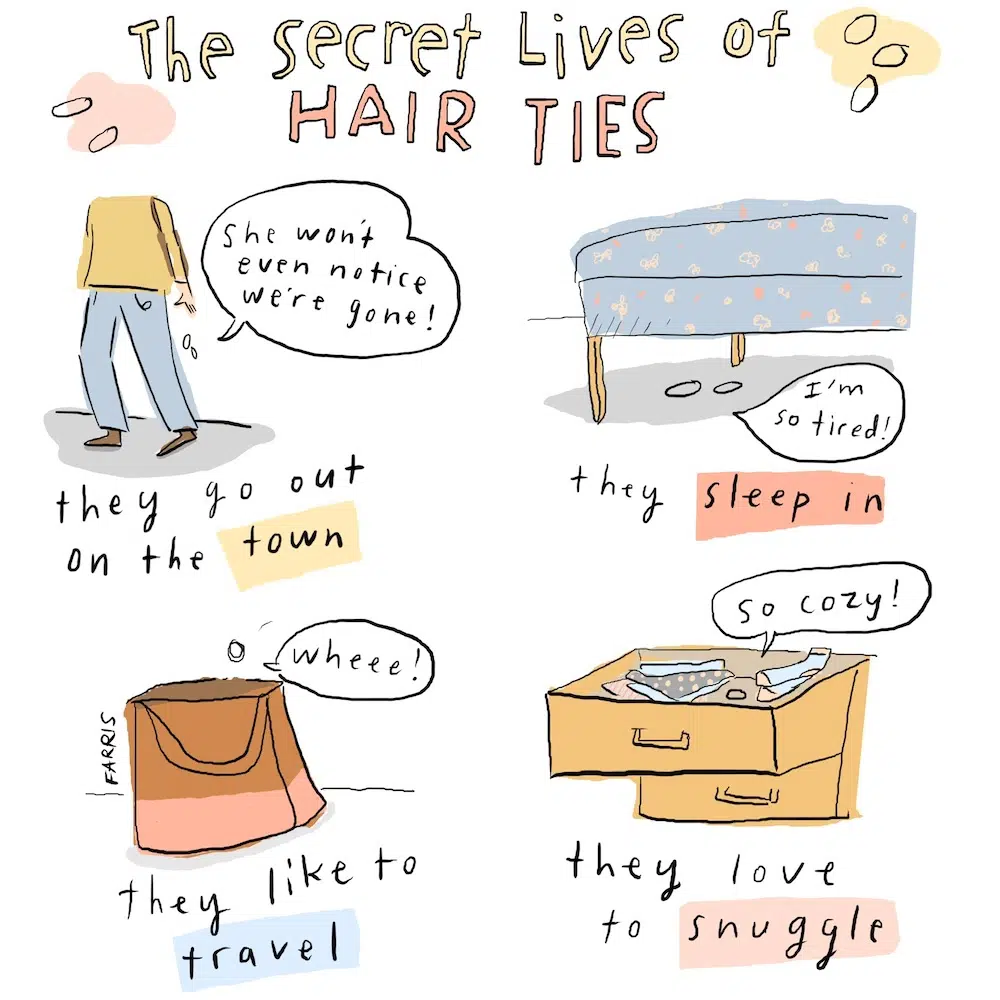 The Secret Lives of
HAIR TIES
She won't
even notice
we're gone!
they go out
on the town
I'm
so tired!
they sleep in
wheee!
FARRIS
they like to
travel
so cozy!
they love
to snuggle